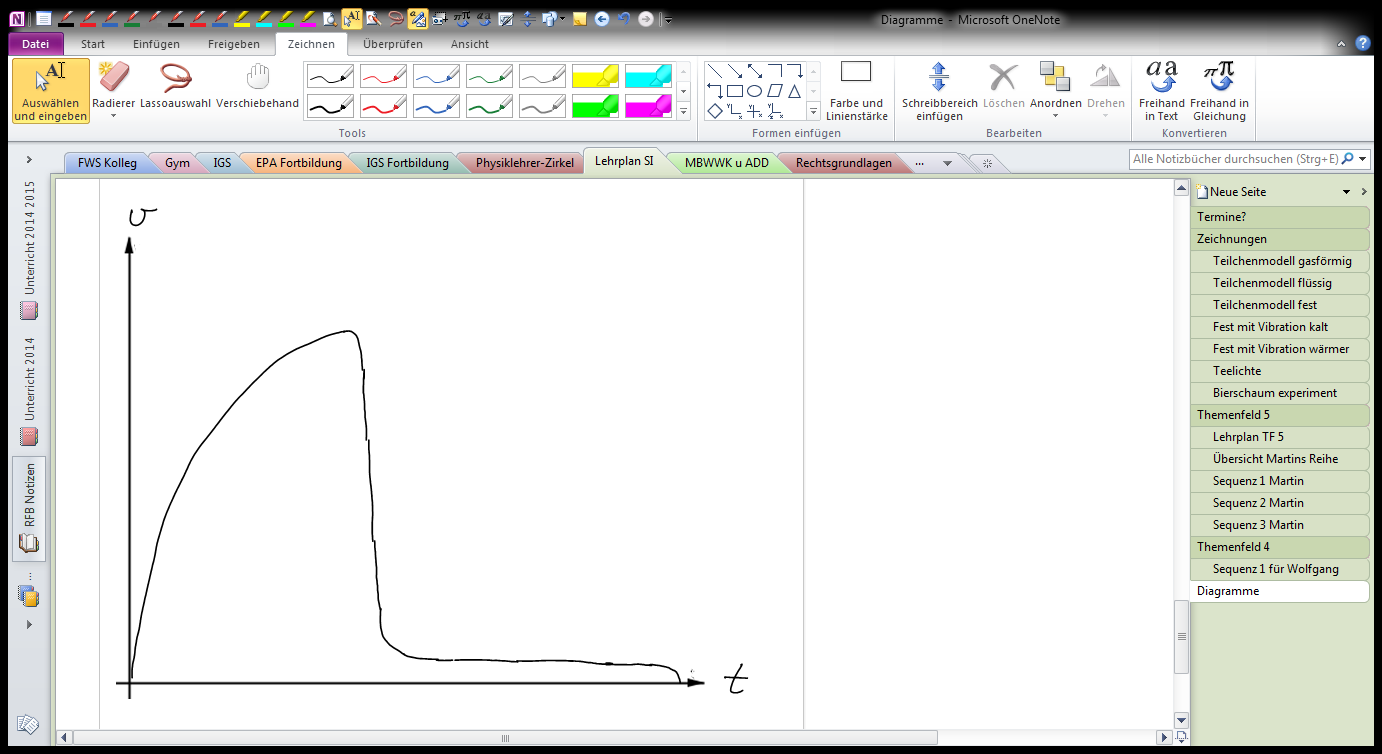 Diagramme - Microsoft OneNote
Datei Start Einfügen Freigeben Zeichnen Überprüfen Ansicht
Auswählen und eingeben
Radierer
Lassoauswahl
Verschiebehand
Tools
Farbe und Linienstärke
Formen einfügen
Schreibbereich einfügen
Löschen
Anordnen
Drehen
Bearbeiten
Freihand in Text
Freihand in Gleichung
Konvertieren
FWS Kolleg Gym IGS EPA Fortbildung IGS Fortbildung Physiklehrer-Zirkel Lehrplan SI MBWWK u ADD Rechtsgrundlagen ...
Alle Notizbücher durchsuchen (Strg+E)
Unterricht 2014 2015
Unterricht 2014
RFB Notizen
v
t
Neue Seite
Termine?
Zeichnungen
Teilchenmodell gasförmig
Teilchenmodell flüssig
Teilchenmodell fest
Fest mit Vibration kalt
Fest mit Vibration wärmer
Teelichte
Bierschaum experiment
Themenfeld 5
Lehrplan TF 5
Übersicht Martins Reihe
Sequenz 1 Martin
Sequenz 2 Martin
Sequenz 3 Martin
Themenfeld 4
Sequenz 1 für Wolfgang
Diagramme